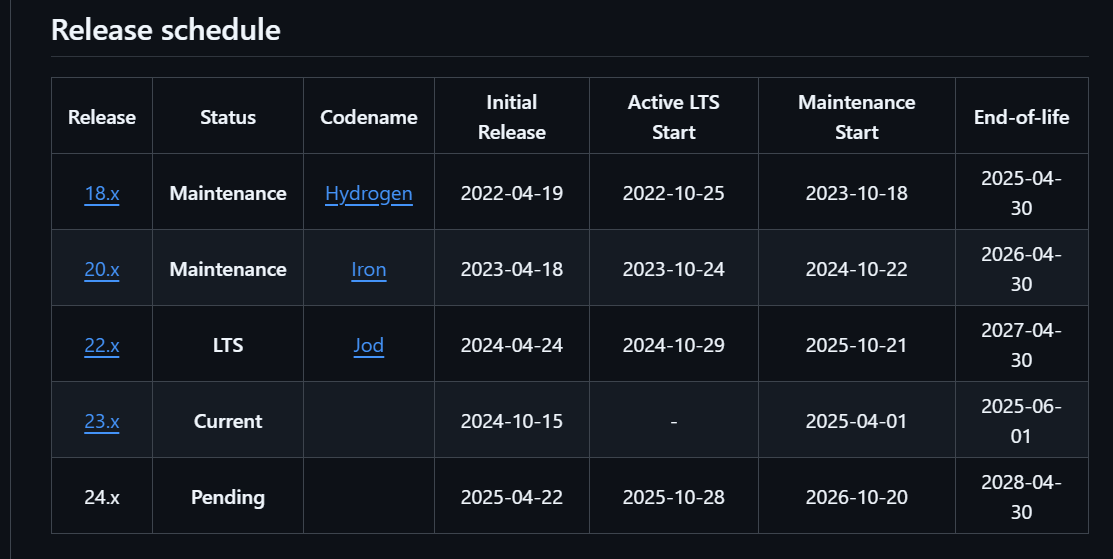 Release schedule
Release Status Codename Initial Release Active LTS Start Maintenance Start End-of-life
18.x Maintenance Hydrogen 2022-04-19 2022-10-25 2023-10-18 2025-04-30
20.x Maintenance Iron 2023-04-18 2023-10-24 2024-10-22 2026-04-30
22.x LTS Jod 2024-04-24 2024-10-29 2025-10-21 2027-04-30
23.x Current 2024-10-15 - 2025-04-01 2025-06-01
24.x Pending 2025-04-22 2025-10-28 2026-10-20 2028-04-30